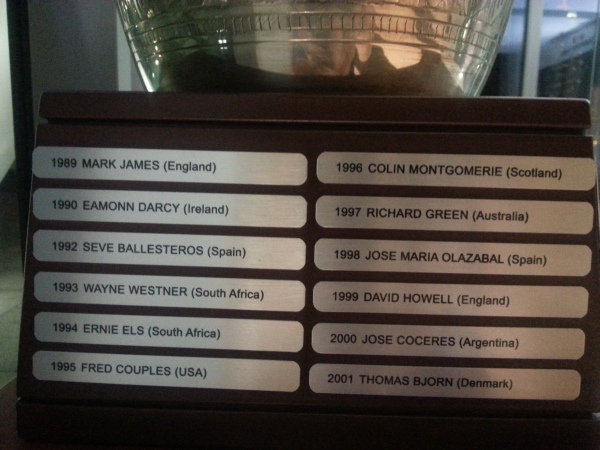 1989 MARK JAMES (England)
1990 EAMONN DARCY (Ireland)
1992 SEVE BALLESTEROS (Spain)
1993 WAYNE WESTNER (South Africa)
1994 ERNIE ELS (South Africa)
1995 FRED COUPLES (USA)
1996 COLIN MONTGOMERIE (Scotland)
1997 RICHARD GREEN (Australia)
1998 JOSE MARIA OLAZABAL (Spain)
1999 DAVID HOWELL (England)
2000 JOSE COCERES (Argentina)
2001 THOMAS BJORN (Denmark)